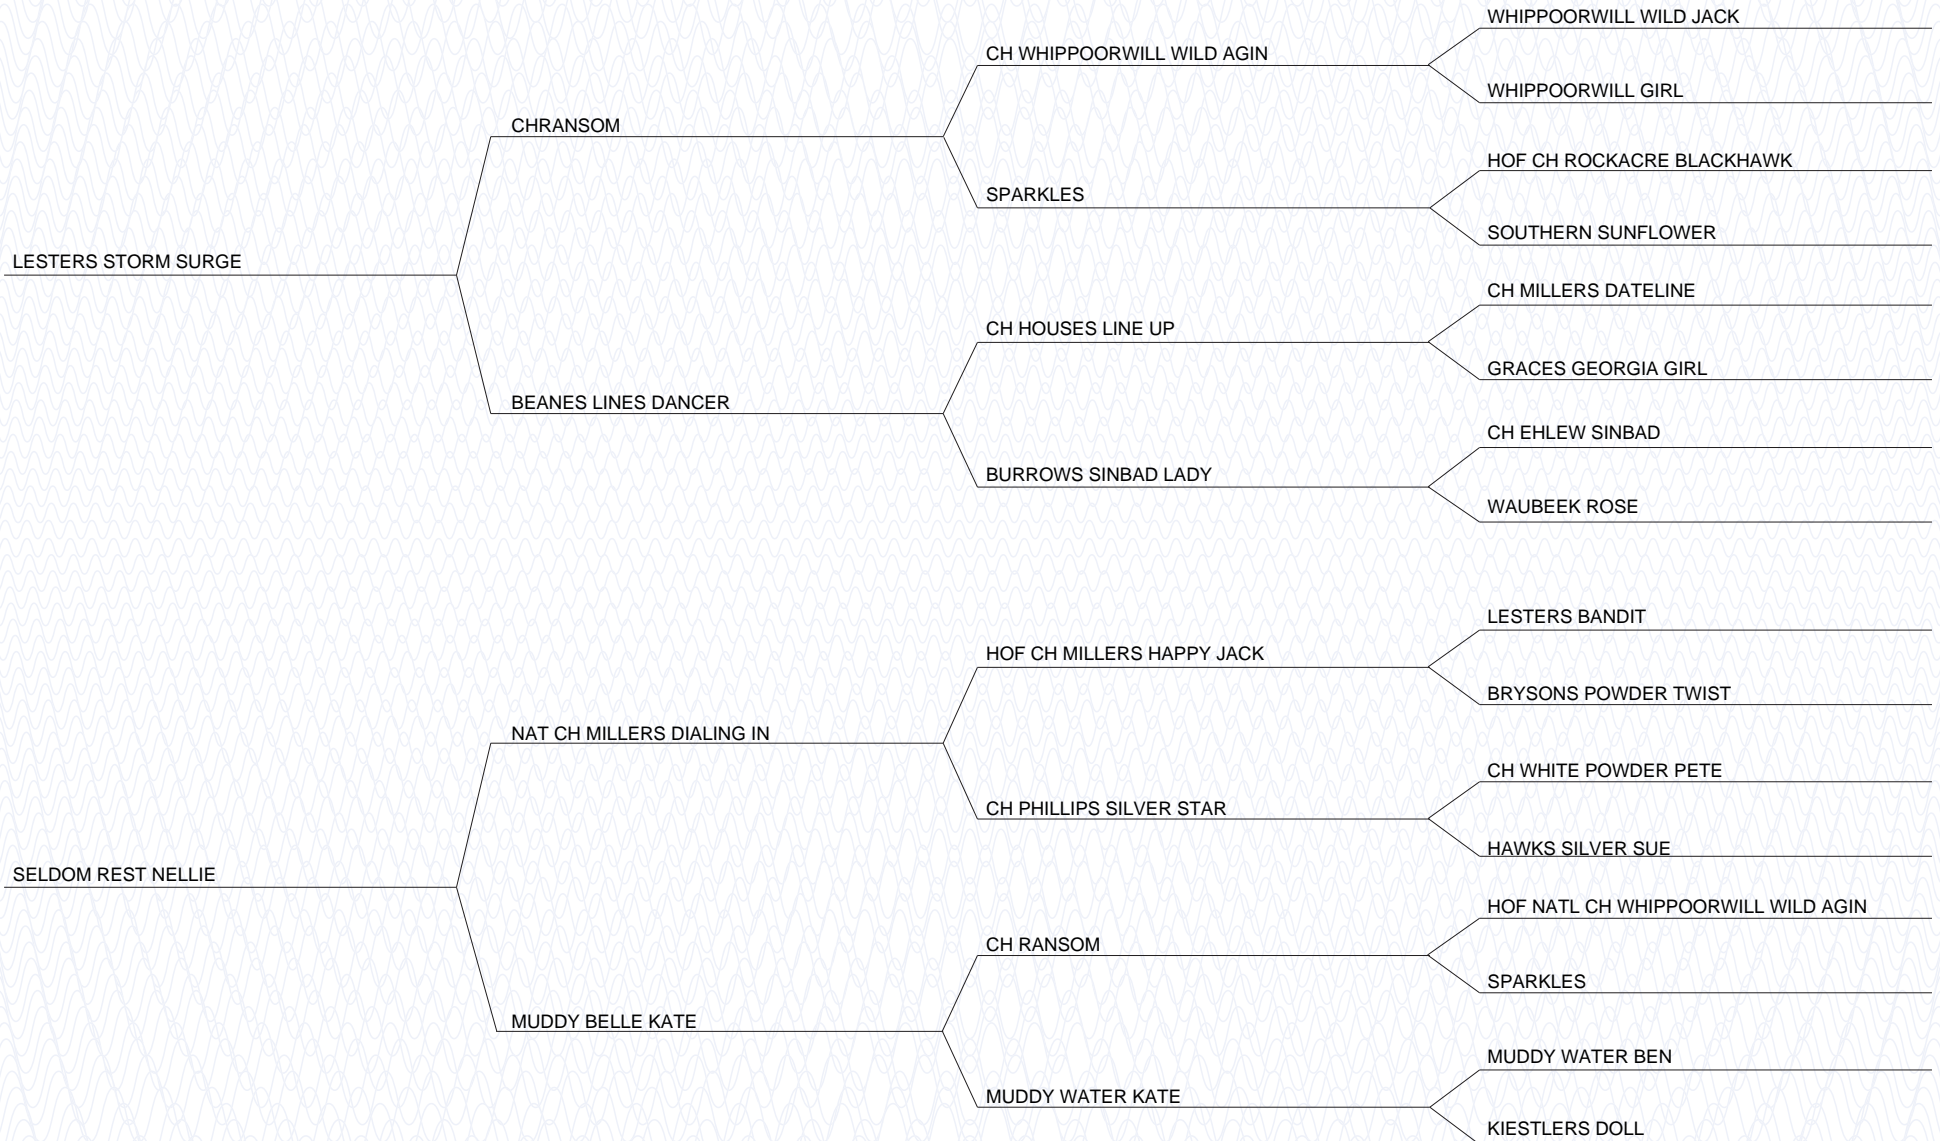 WHIPPOORWILL WILD JACK
CH WHIPPOORWILL WILD AGIN
WHIPPOORWILL GIRL
CHRANSOM
HOF CH ROCKACRE BLACKHAWK
SPARKLES
SOUTHERN SUNFLOWER
LESTERS STORM SURGE
CH MILLERS DATELINE
CH HOUSES LINE UP
GRACES GEORGIA GIRL
BEANES LINES DANCER
CH EHLEW SINBAD
BURROWS SINBAD LADY
WAUBEEK ROSE
LESTERS BANDIT
HOF CH MILLERS HAPPY JACK
BRYSONS POWDER TWIST
NAT CH MILLERS DIALING IN
CH WHITE POWDER PETE
CH PHILLIPS SILVER STAR
HAWKS SILVER SUE
SELDOM REST NELLIE
HOF NATL CH WHIPPOORWILL WILD AGIN
CH RANSOM
SPARKLES
MUDDY BELLE KATE
MUDDY WATER BEN
MUDDY WATER KATE
KIESTLERS DOLL